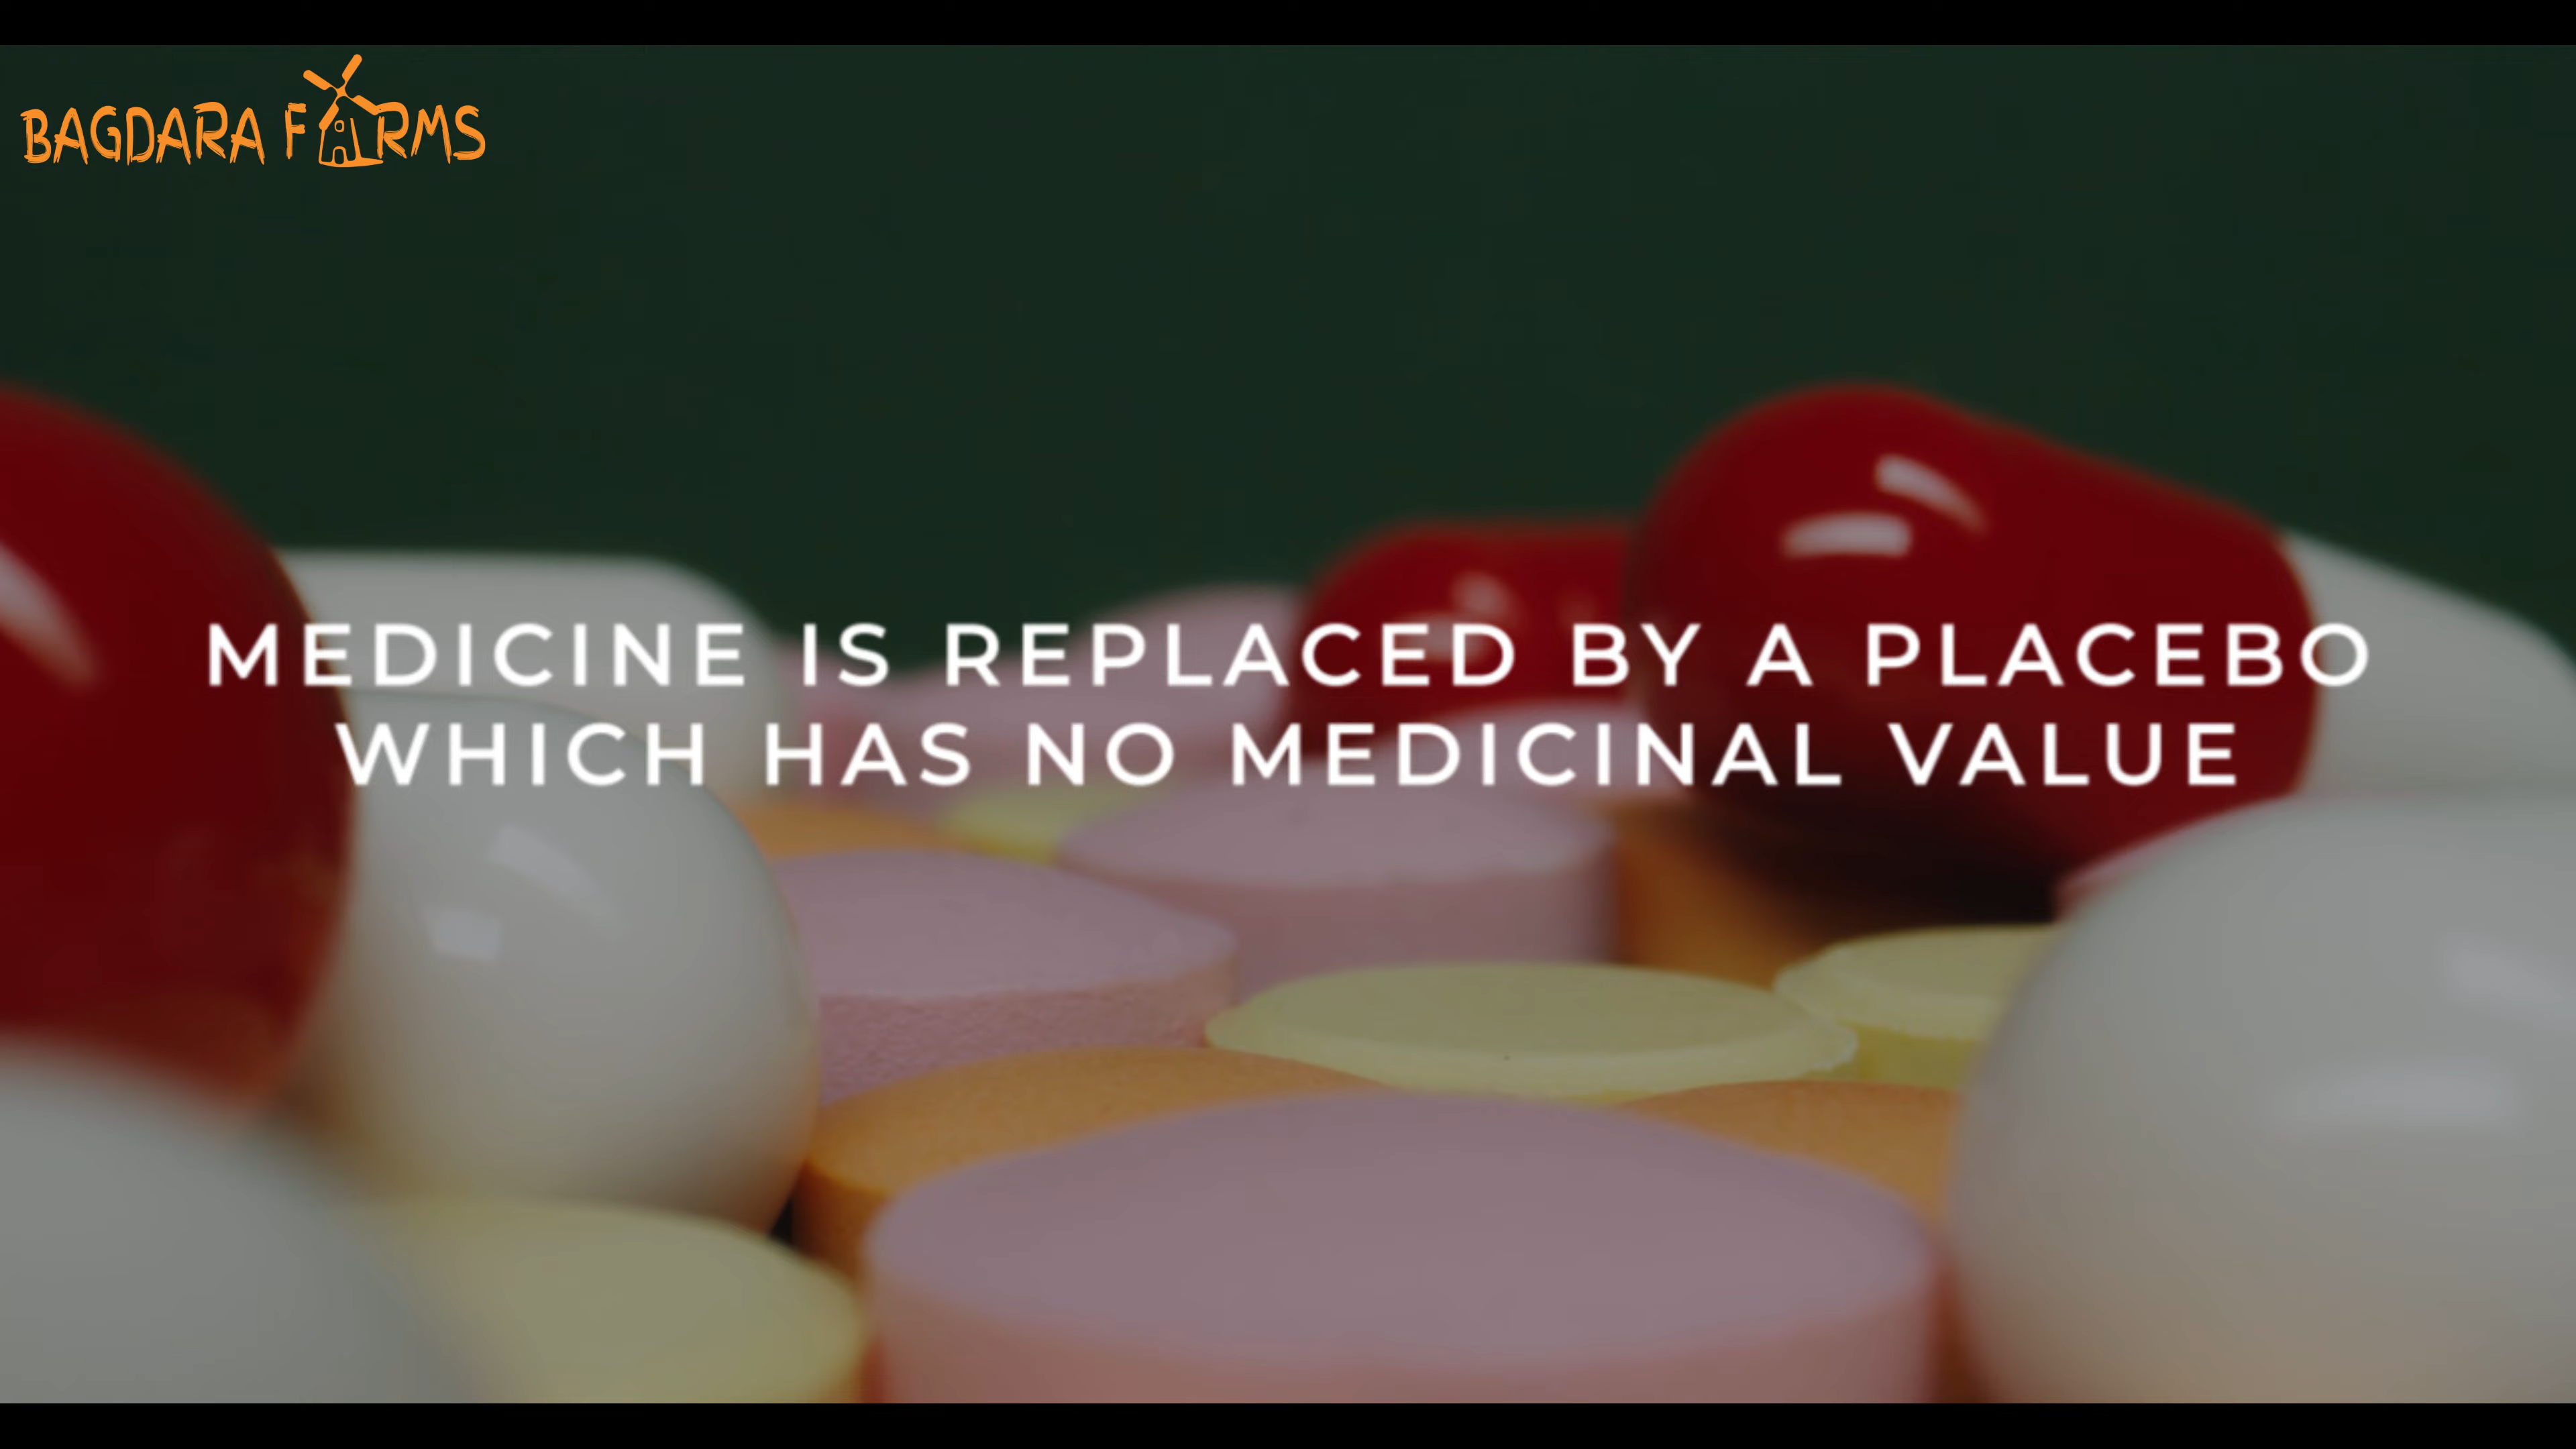 BAGDARA FARMS
MEDICINE IS REPLACED BY A PLACEBO
WHICH HAS NO MEDICINAL VALUE